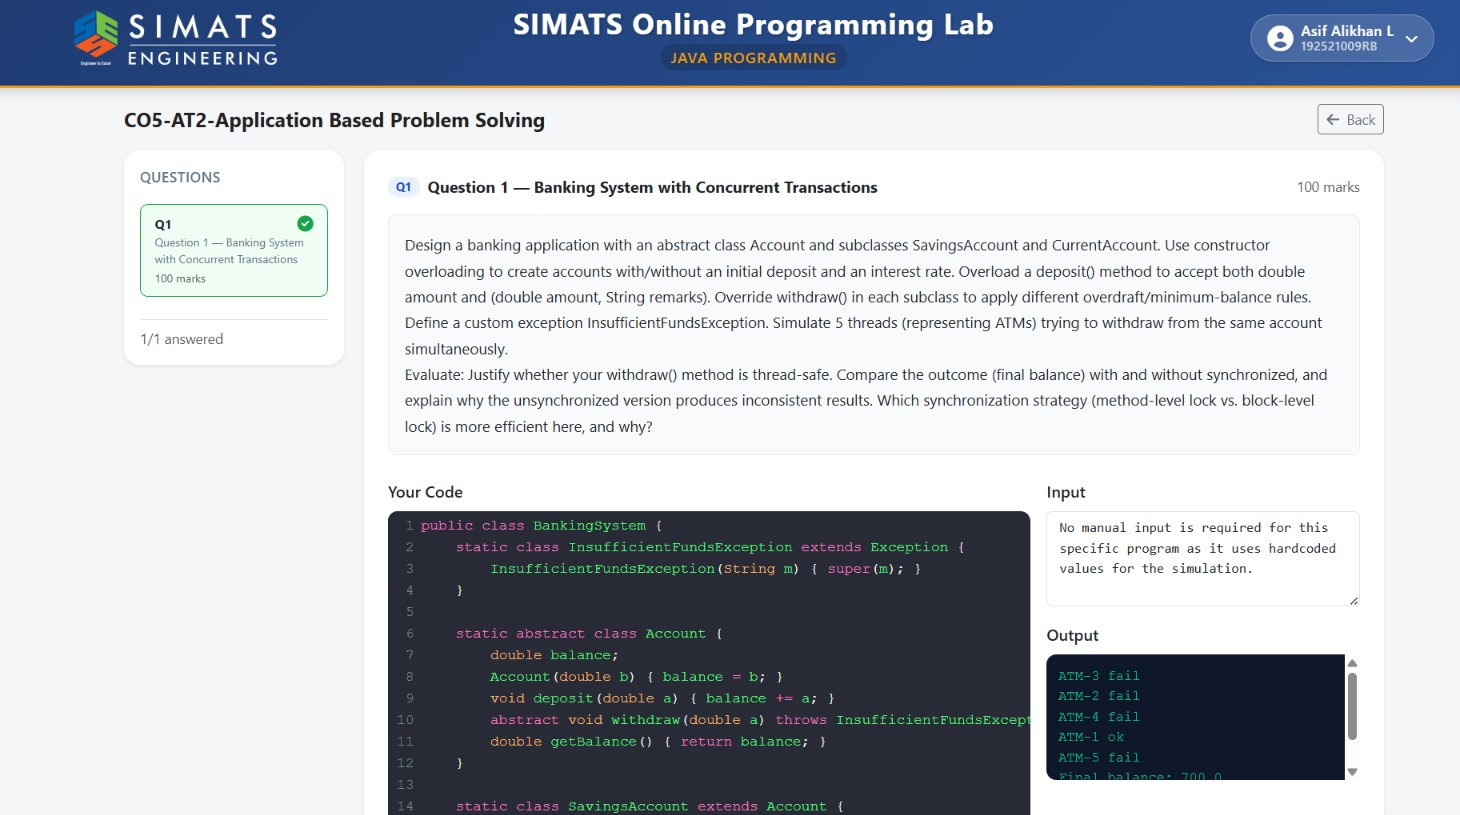 SIMATS
ENGINEERING
Engineer to Excel
SIMATS Online Programming Lab
JAVA PROGRAMMING
Asif Alikhan L
192521009RB
CO5-AT2-Application Based Problem Solving
Back
QUESTIONS
Q1
Question 1 — Banking System
with Concurrent Transactions
100 marks
1/1 answered
Q1 Question 1 — Banking System with Concurrent Transactions
100 marks
Design a banking application with an abstract class Account and subclasses SavingsAccount and CurrentAccount. Use constructor
overloading to create accounts with/without an initial deposit and an interest rate. Overload a deposit() method to accept both double
amount and (double amount, String remarks). Override withdraw() in each subclass to apply different overdraft/minimum-balance rules.
Define a custom exception InsufficientFundsException. Simulate 5 threads (representing ATMs) trying to withdraw from the same account
simultaneously.
Evaluate: Justify whether your withdraw() method is thread-safe. Compare the outcome (final balance) with and without synchronized, and
explain why the unsynchronized version produces inconsistent results. Which synchronization strategy (method-level lock vs. block-level
lock) is more efficient here, and why?
Your Code
1 public class BankingSystem {
2 static class InsufficientFundsException extends Exception {
3 InsufficientFundsException(String m) { super(m); }
4 }
5
6 static abstract class Account {
7 double balance;
8 Account(double b) { balance = b; }
9 void deposit(double a) { balance += a; }
10 abstract void withdraw(double a) throws InsufficientFundsExcept
11 double getBalance() { return balance; }
12 }
13
14 static class SavingsAccount extends Account {
Input
No manual input is required for this
specific program as it uses hardcoded
values for the simulation.
Output
ATM-3 fail
ATM-2 fail
ATM-4 fail
ATM-1 ok
ATM-5 fail
Final balance: 700.0